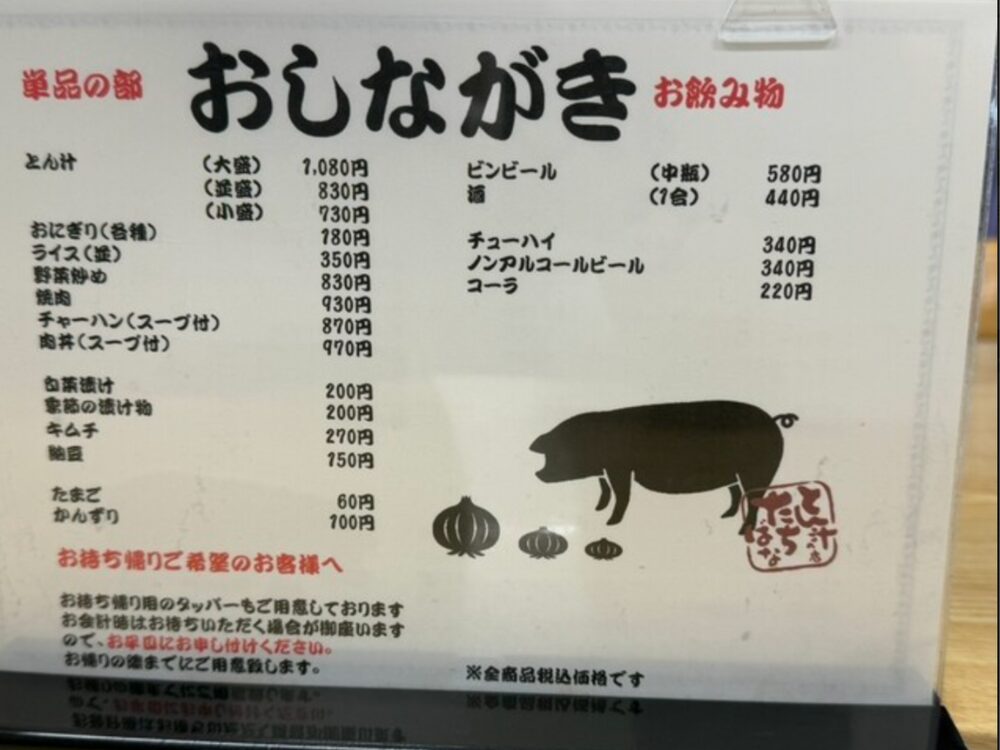 おしながき
単品の部
とん汁 （大盛） 1,080円
（並盛） 830円
（小盛） 730円
おにぎり（各種） 180円
ライス（並） 350円
野菜炒め 830円
焼肉 930円
チャーハン（スープ付） 870円
肉丼（スープ付） 970円
白菜漬け 200円
季節の漬け物 200円
キムチ 270円
納豆 150円
たまご 60円
かんずり 100円
お飲み物
ビンビール （中瓶） 580円
酒 （1合） 440円
チューハイ 340円
ノンアルコールビール 340円
コーラ 220円
とん汁の店
たちばな
お持ち帰りご希望のお客様へ
お持ち帰り用のタッパーもご用意しております
お会計時はお待ちいただく場合が御座います
ので、お早目にお申し付けください。
お帰りの際までにご用意致します。
※全商品税込価格です